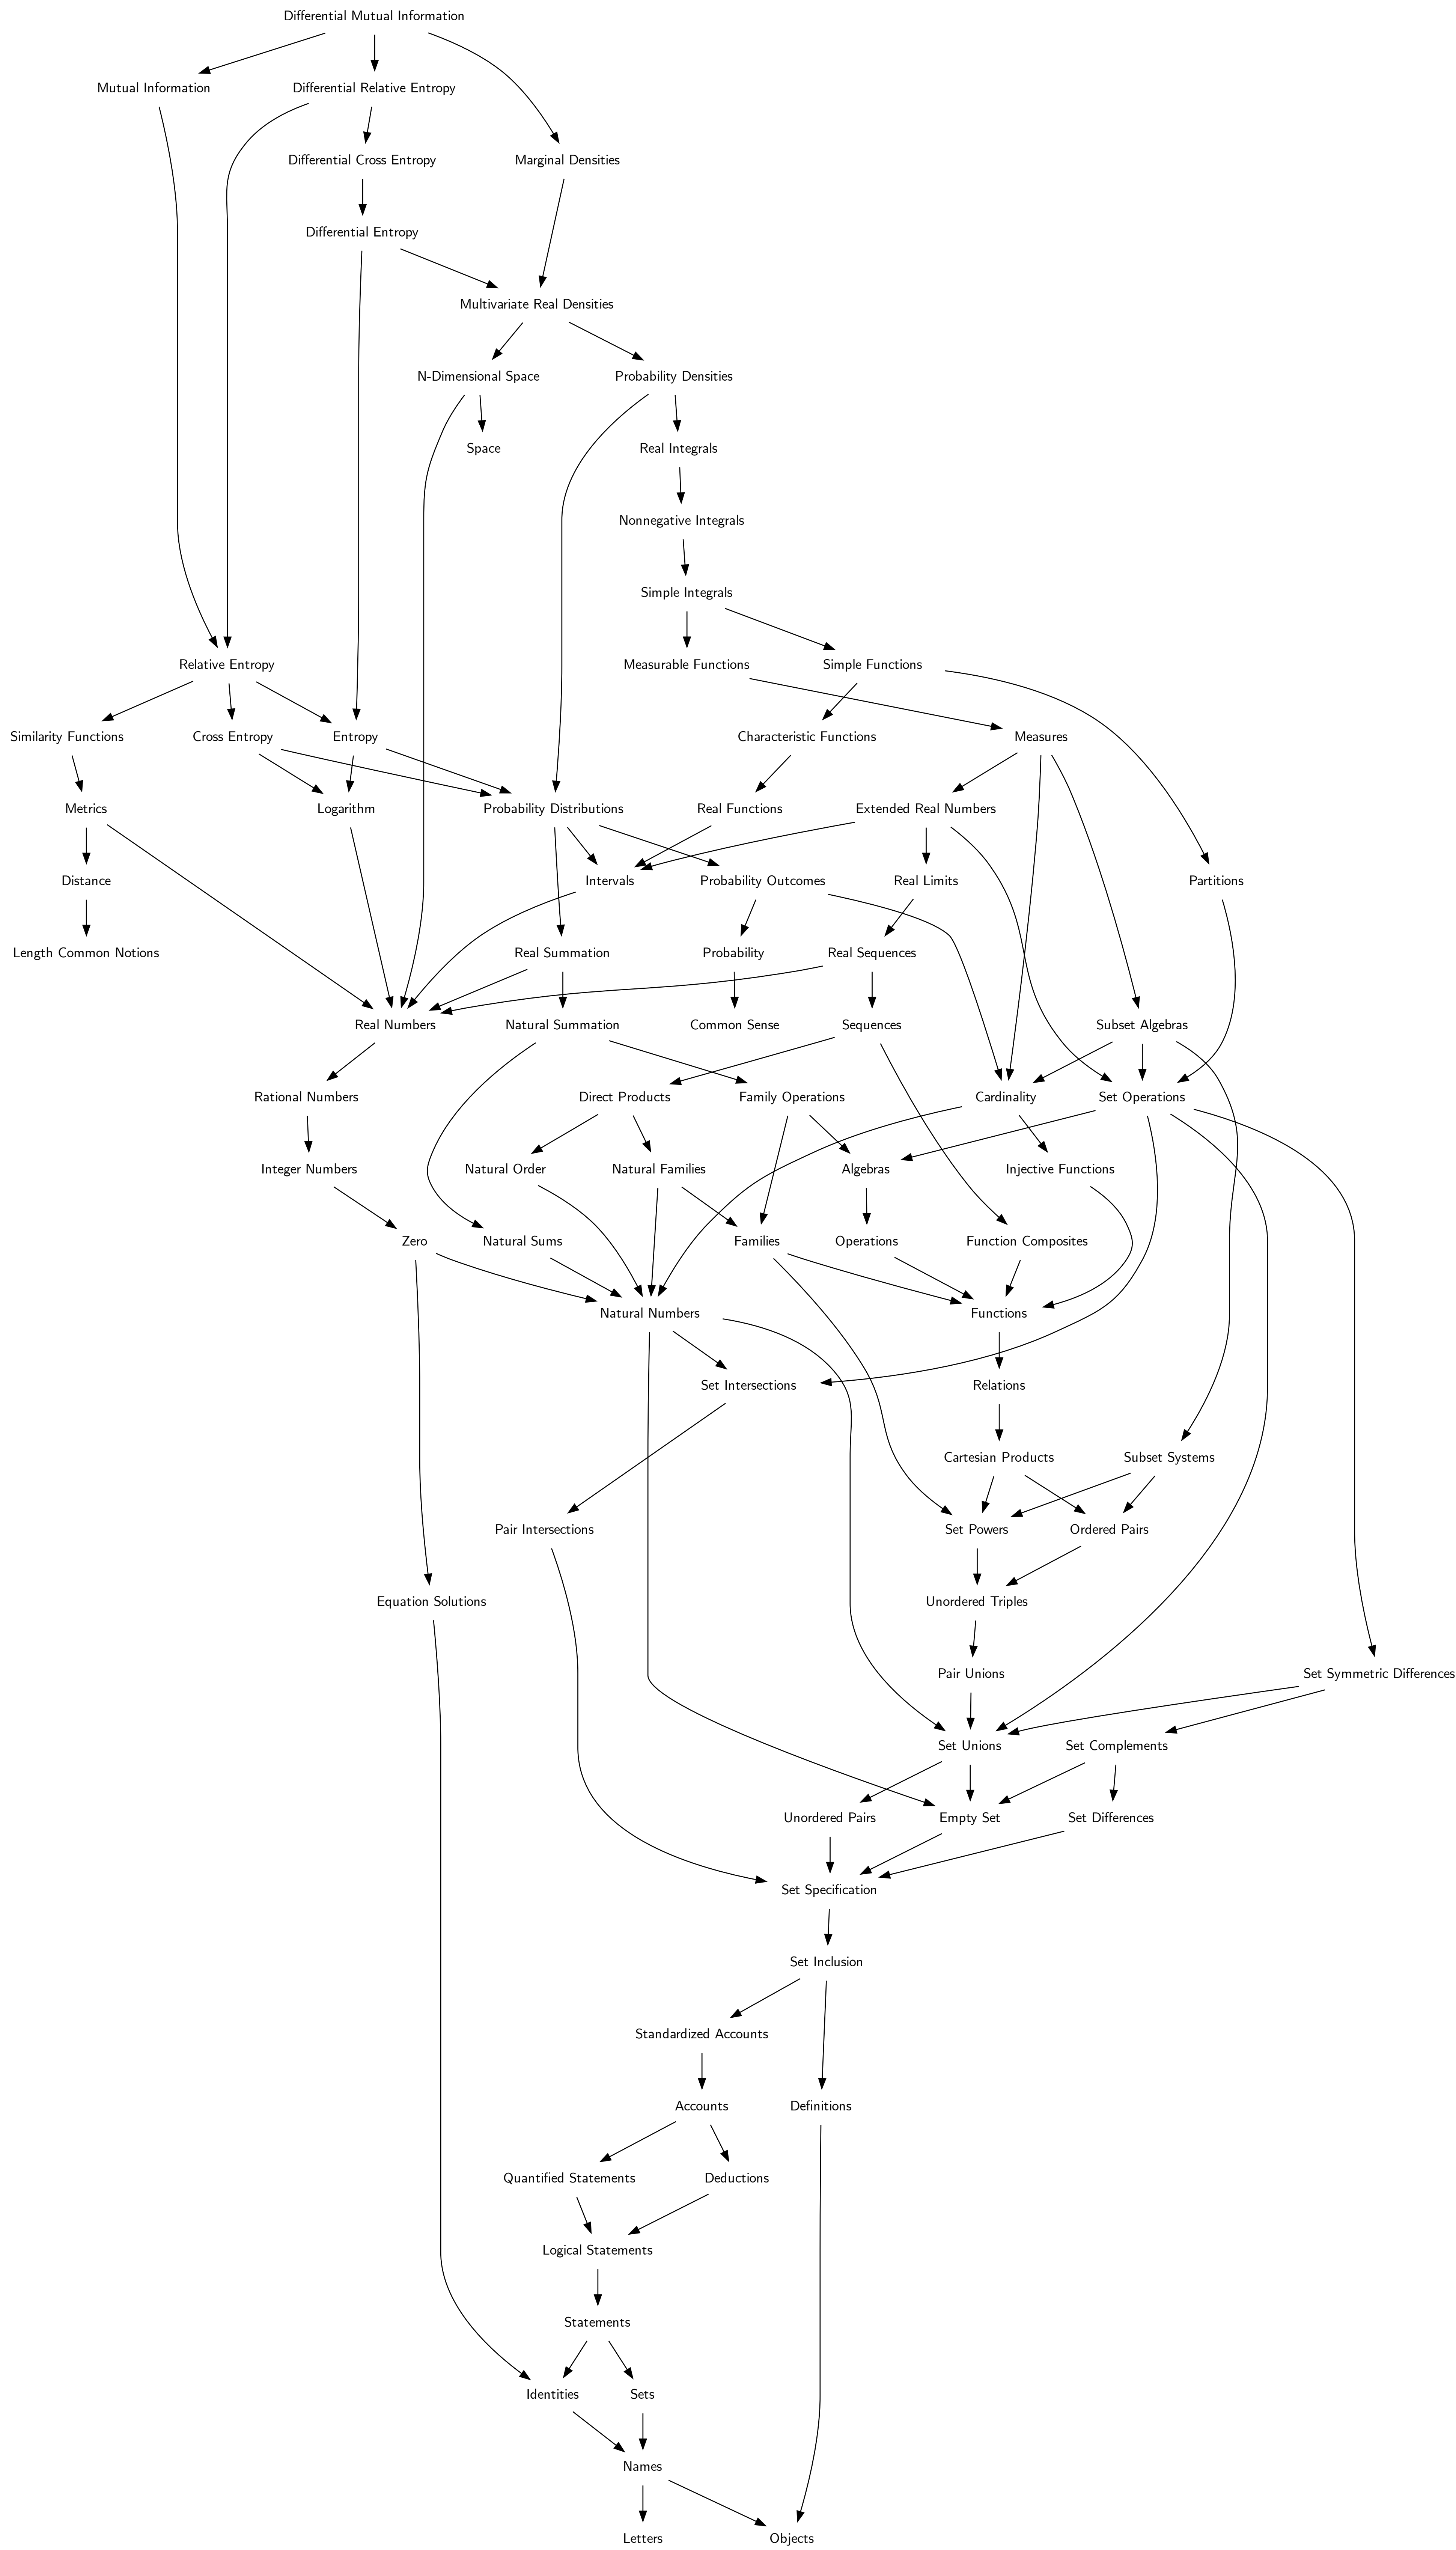 Differential Mutual Information
Mutual Information
Differential Relative Entropy
Differential Cross Entropy
Marginal Densities
Differential Entropy
Multivariate Real Densities
N-Dimensional Space
Probability Densities
Space
Real Integrals
Nonnegative Integrals
Simple Integrals
Relative Entropy
Measurable Functions
Simple Functions
Similarity Functions
Cross Entropy
Entropy
Characteristic Functions
Measures
Metrics
Logarithm
Probability Distributions
Real Functions
Extended Real Numbers
Distance
Intervals
Probability Outcomes
Real Limits
Partitions
Length Common Notions
Real Summation
Probability
Real Sequences
Real Numbers
Natural Summation
Common Sense
Sequences
Subset Algebras
Rational Numbers
Direct Products
Family Operations
Cardinality
Set Operations
Integer Numbers
Natural Order
Natural Families
Algebras
Injective Functions
Zero
Natural Sums
Families
Operations
Function Composites
Natural Numbers
Functions
Set Intersections
Relations
Cartesian Products
Subset Systems
Pair Intersections
Set Powers
Ordered Pairs
Equation Solutions
Unordered Triples
Pair Unions
Set Symmetric Differences
Set Unions
Set Complements
Unordered Pairs
Empty Set
Set Differences
Set Specification
Set Inclusion
Standardized Accounts
Accounts
Definitions
Quantified Statements
Deductions
Logical Statements
Statements
Identities
Sets
Names
Letters
Objects